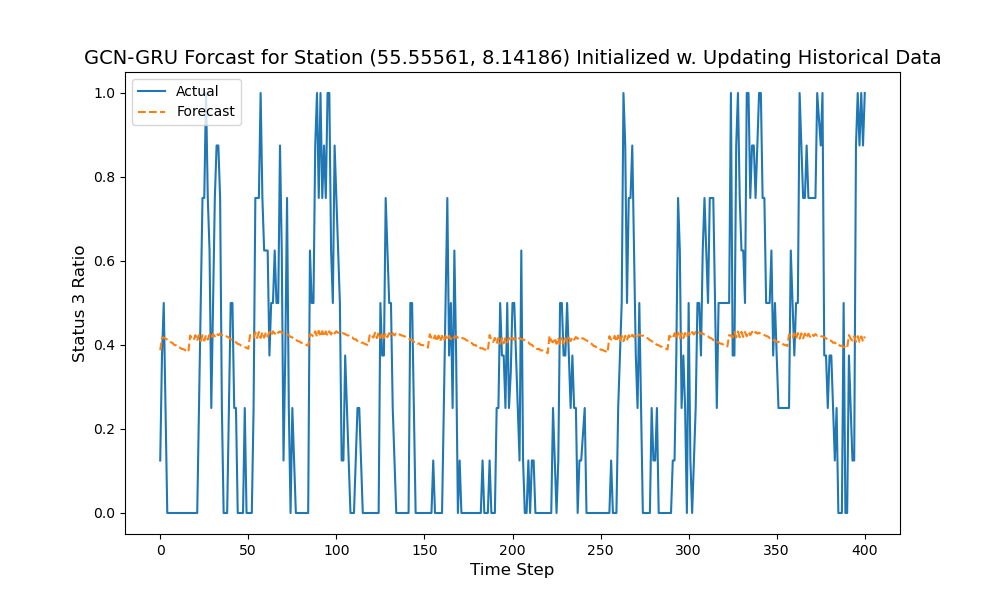 GCN-GRU Forcast for Station (55.55561, 8.14186) Initialized w. Updating Historical Data
Actual
Forecast
Status 3 Ratio
1.0
0.8
0.6
0.4
0.2
0.0
0 50 100 150 200 250 300 350 400
Time Step